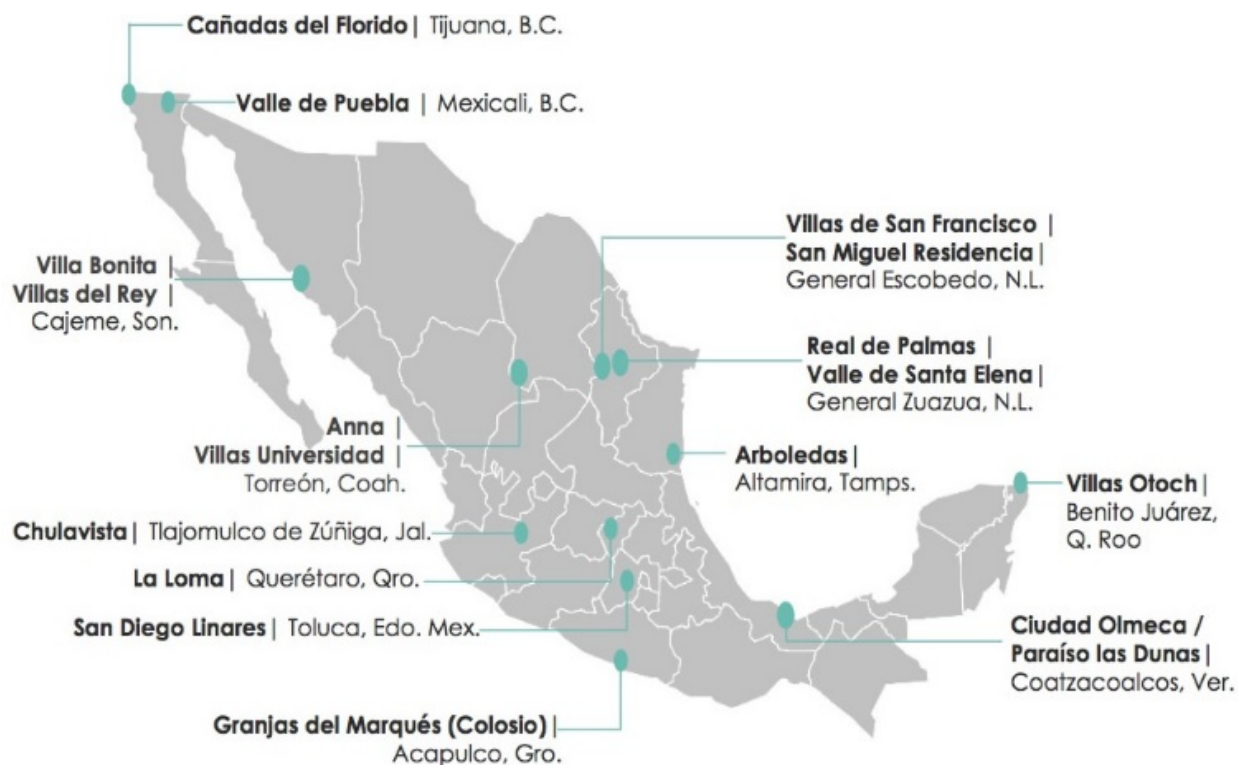 Cañadas del Florido| Tijuana, B.C.
Valle de Puebla | Mexicali, B.C.
Villas de San Francisco |
San Miguel Residencia|
General Escobedo, N.L.
Villa Bonita |
Villas del Rey |
Cajeme, Son.
Real de Palmas |
Valle de Santa Elena|
General Zuazua, N.L.
Anna |
Villas Universidad |
Torreón, Coah.
Arboledas|
Altamira, Tamps.
Villas Otoch|
Benito Juárez,
Q. Roo
Chulavista| Tlajomulco de Zúñiga, Jal.
La Loma| Querétaro, Qro.
San Diego Linares| Toluca, Edo. Mex.
Ciudad Olmeca /
Paraíso las Dunas|
Coatzacoalcos, Ver.
Granjas del Marqués (Colosio)|
Acapulco, Gro.